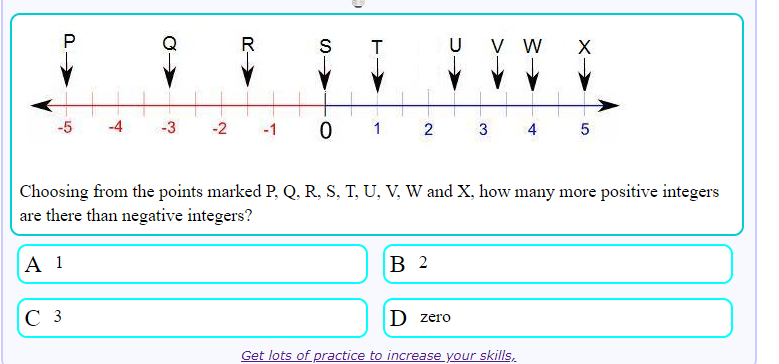 P Q R S T U V W X
-5 -4 -3 -2 -1 0 1 2 3 4 5
Choosing from the points marked P, Q, R, S, T, U, V, W and X, how many more positive integers
are there than negative integers?
A 1
B 2
C 3
D zero
Get lots of practice to increase your skills,